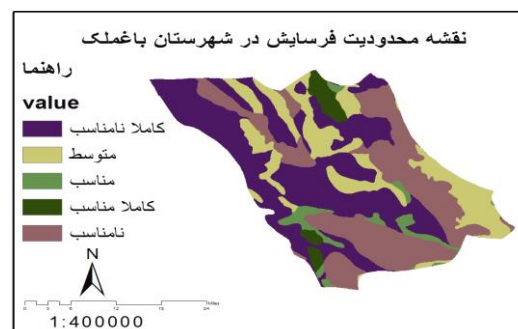 نقشه محدودیت فرسایش در شهرستان باغملک
راهنما
value
کاملا نامناسب
متوسط
مناسب
کاملا مناسب
نامناسب
N
1:400000